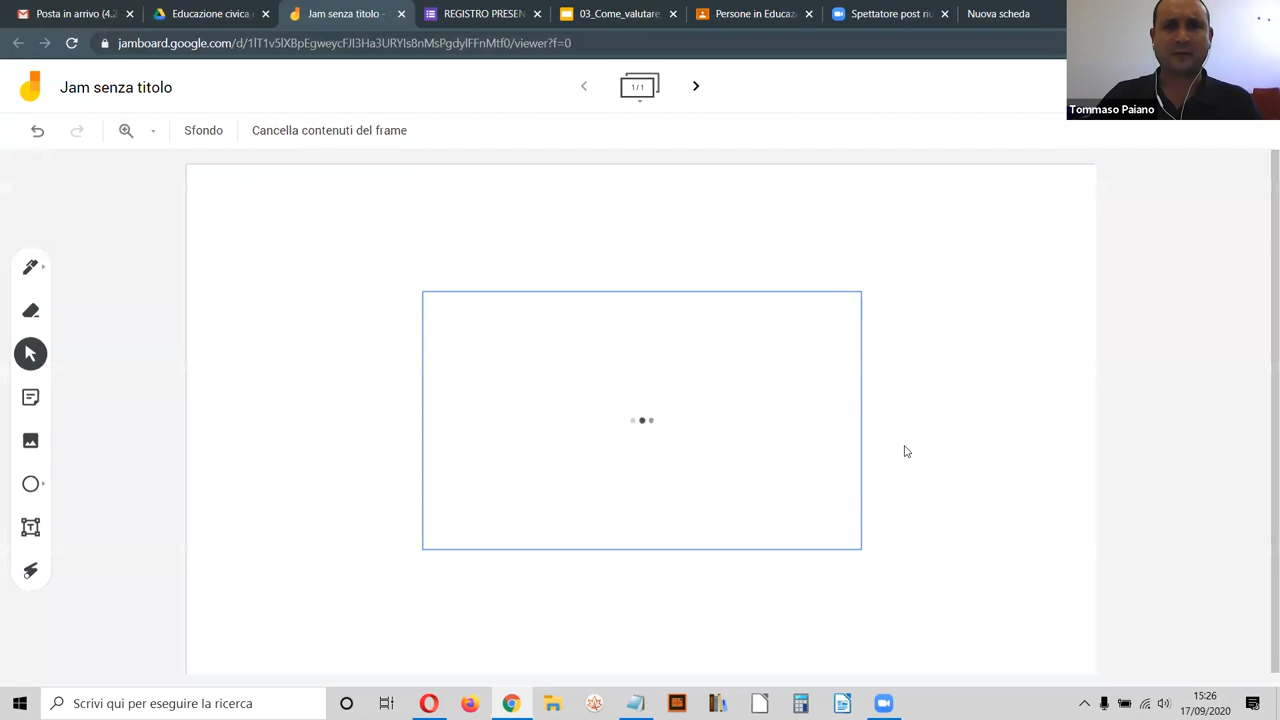 Posta in arrivo (4.2
Educazione civica c
Jam senza titolo -
REGISTRO PRESEN
03_Come_valutare
Persone in Educaz
Spettatore post riu
Nuova scheda
jamboard.google.com/d/1lT1v5lXBpEgweycFJI3Ha3URYls8nMsPgdylFFnMtf0/viewer?f=0
Tommaso Paiano
Jam senza titolo
1/1
Sfondo
Cancella contenuti del frame
T
Scrivi qui per eseguire la ricerca
15:26
17/09/2020